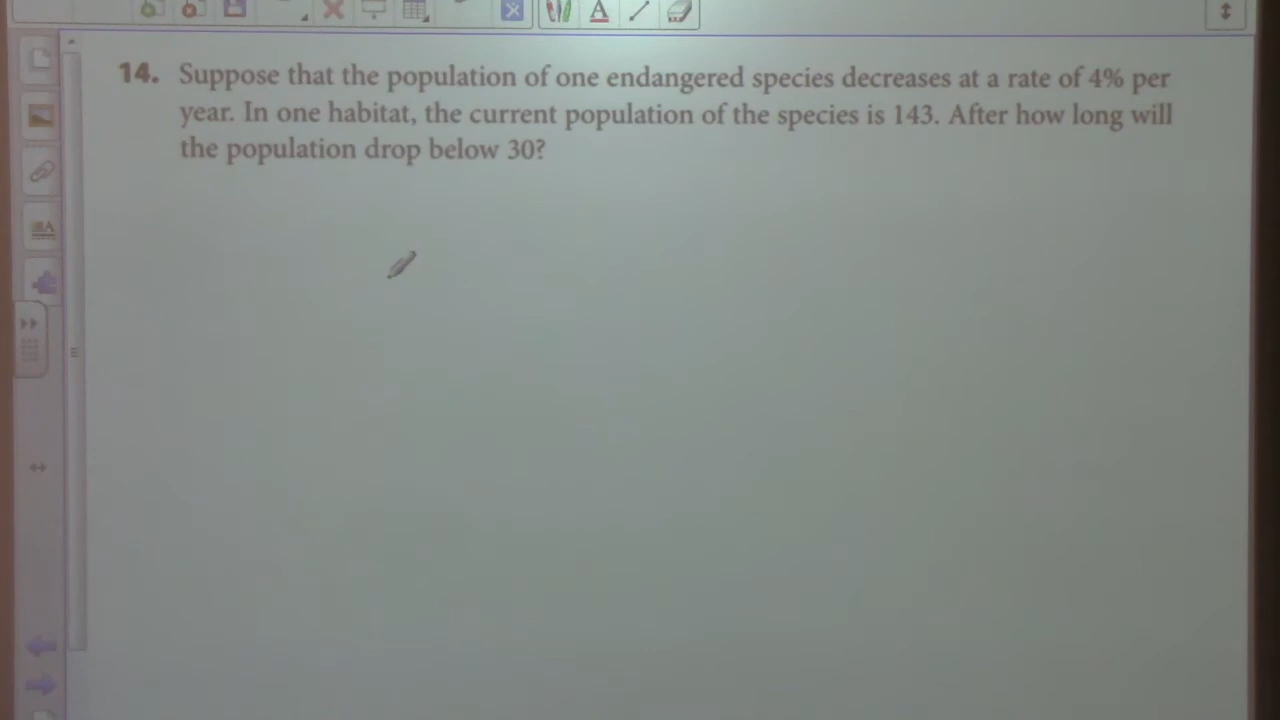 14. Suppose that the population of one endangered species decreases at a rate of 4% per
year. In one habitat, the current population of the species is 143. After how long will
the population drop below 30?